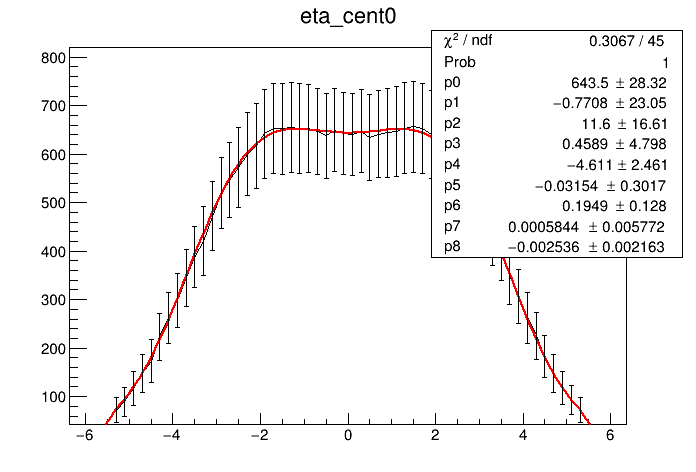 eta_cent0
χ² / ndf 0.3067 / 45
Prob 1
p0 643.5 ± 28.32
p1 −0.7708 ± 23.05
p2 11.6 ± 16.61
p3 0.4589 ± 4.798
p4 −4.611 ± 2.461
p5 −0.03154 ± 0.3017
p6 0.1949 ± 0.128
p7 0.0005844 ± 0.005772
p8 −0.002536 ± 0.002163
800
700
600
500
400
300
200
100
−6 −4 −2 0 2 4 6